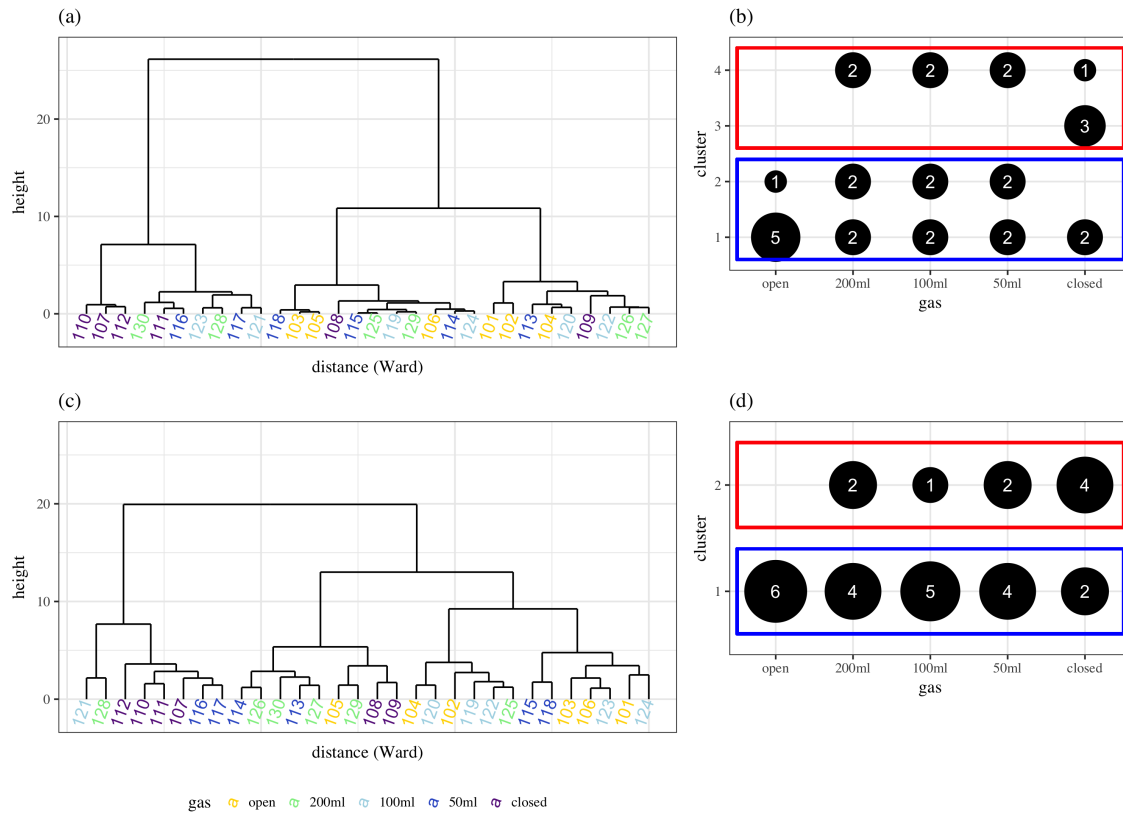 (a)
height
20
10
0
110 107 112 130 111 116 123 128 117 121 118 103 105 108 115 125 119 129 106 114 124 101 102 113 104 120 109 122 126 127
distance (Ward)
(b)
cluster
4
3
2
1
2 2 2 1
3
1 2 2 2
5 2 2 2 2
open 200ml 100ml 50ml closed
gas
(c)
height
20
10
0
121 128 112 110 111 107 116 117 114 126 130 113 127 105 129 108 109 104 120 102 119 122 125 115 118 103 106 123 101 124
distance (Ward)
(d)
cluster
2
1
2 1 2 4
6 4 5 4 2
open 200ml 100ml 50ml closed
gas
gas a open a 200ml a 100ml a 50ml a closed